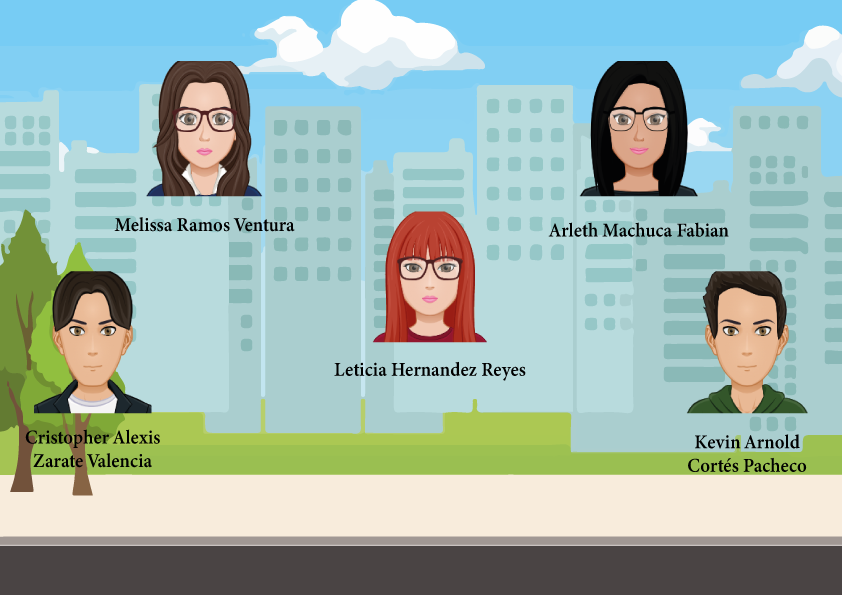 Melissa Ramos Ventura
Arleth Machuca Fabian
Leticia Hernandez Reyes
Cristopher Alexis
Zarate Valencia
Kevin Arnold
Cortés Pacheco